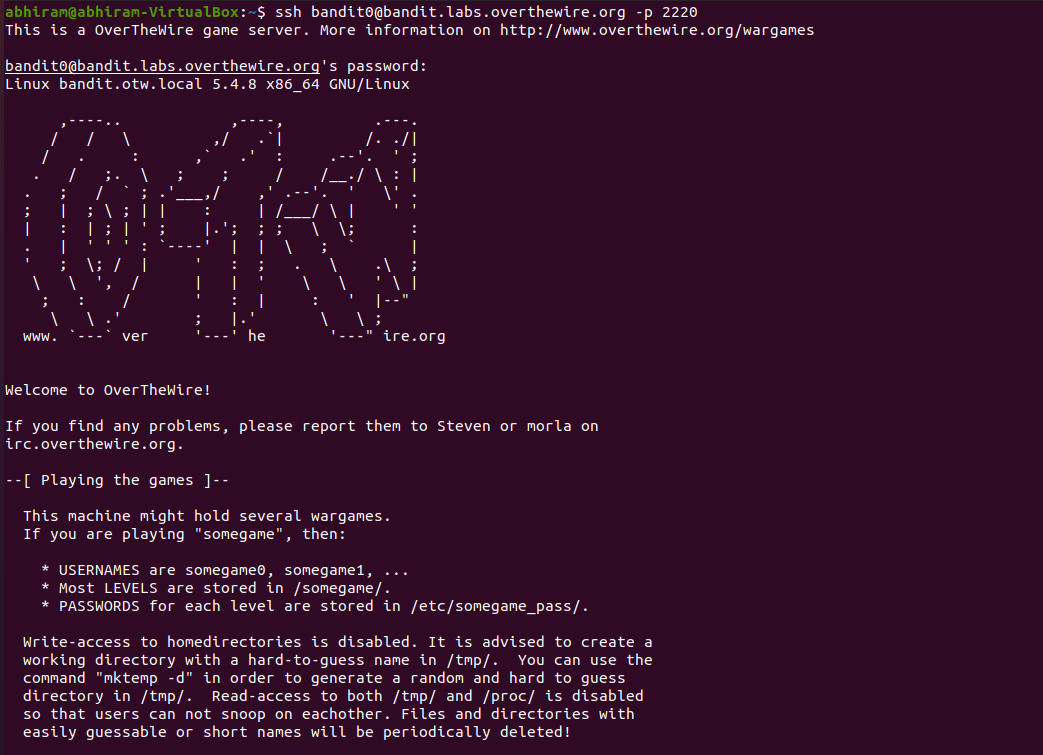 abhiram@abhiram-VirtualBox:~$ ssh bandit0@bandit.labs.overthewire.org -p 2220
This is a OverTheWire game server. More information on http://www.overthewire.org/wargames

bandit0@bandit.labs.overthewire.org's password:
Linux bandit.otw.local 5.4.8 x86_64 GNU/Linux

      ,----..            ,----,          .---.
     /   /   \         ,/   .`|         /. ./|
    /   .     :      ,`   .'  :     .--'.  ' ;
   .   /   ;.  \   ;    ;     /    /__./ \ : |
  .   ;   /  ` ; .'___,/    ,' .--'.  '   \' .
  ;   |  ; \ ; | |    :     | /___/ \ |    ' '
  |   :  | ; | ' ;    |.';  ; ;   \  \;      :
  .   |  ' ' ' : `----'  |  |  \   ;  `      |
  '   ;  \; /  |     '   :  ;   .   \    .\  ;
   \   \  ',  /      |   |  '    \   \   ' \ |
    ;   :    /       '   :  |     :   '  |--"
     \   \ .'        ;   |.'       \   \ ;
  www. `---` ver     '---' he       '---" ire.org


Welcome to OverTheWire!

If you find any problems, please report them to Steven or morla on
irc.overthewire.org.

--[ Playing the games ]--

  This machine might hold several wargames.
  If you are playing "somegame", then:

    * USERNAMES are somegame0, somegame1, ...
    * Most LEVELS are stored in /somegame/.
    * PASSWORDS for each level are stored in /etc/somegame_pass/.

  Write-access to homedirectories is disabled. It is advised to create a
  working directory with a hard-to-guess name in /tmp/.  You can use the
  command "mktemp -d" in order to generate a random and hard to guess
  directory in /tmp/.  Read-access to both /tmp/ and /proc/ is disabled
  so that users can not snoop on eachother. Files and directories with
  easily guessable or short names will be periodically deleted!